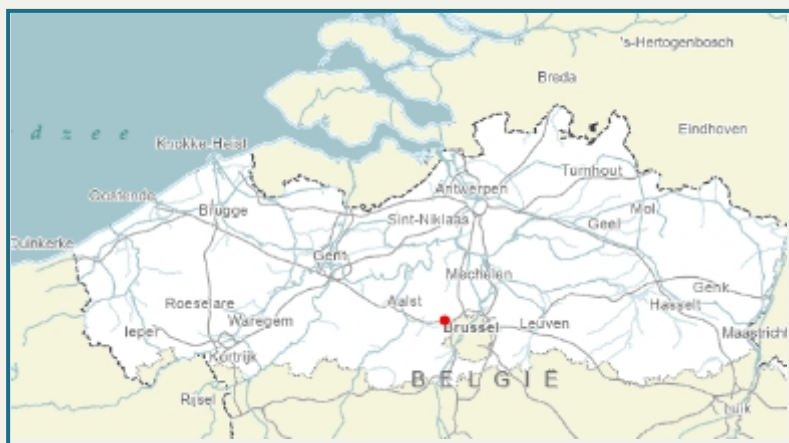 's-Hertogenbosch
Breda
d z e e
Eindhoven
Knokke-Heist
Turnhout
Antwerpen
Oostende
Brugge
Mol
Sint-Niklaas
Geel
Duinkerke
Gent
Mechelen
Genk
Roeselare
Aalst
Hasselt
Ieper
Waregem
Brussel
Leuven
Maastricht
Kortrijk
BELGIË
Rijsel
Luik